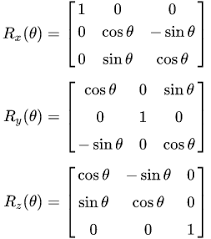 R_x(θ) = [1 0 0
0 cos θ − sin θ
0 sin θ cos θ]
R_y(θ) = [cos θ 0 sin θ
0 1 0
− sin θ 0 cos θ]
R_z(θ) = [cos θ − sin θ 0
sin θ cos θ 0
0 0 1]